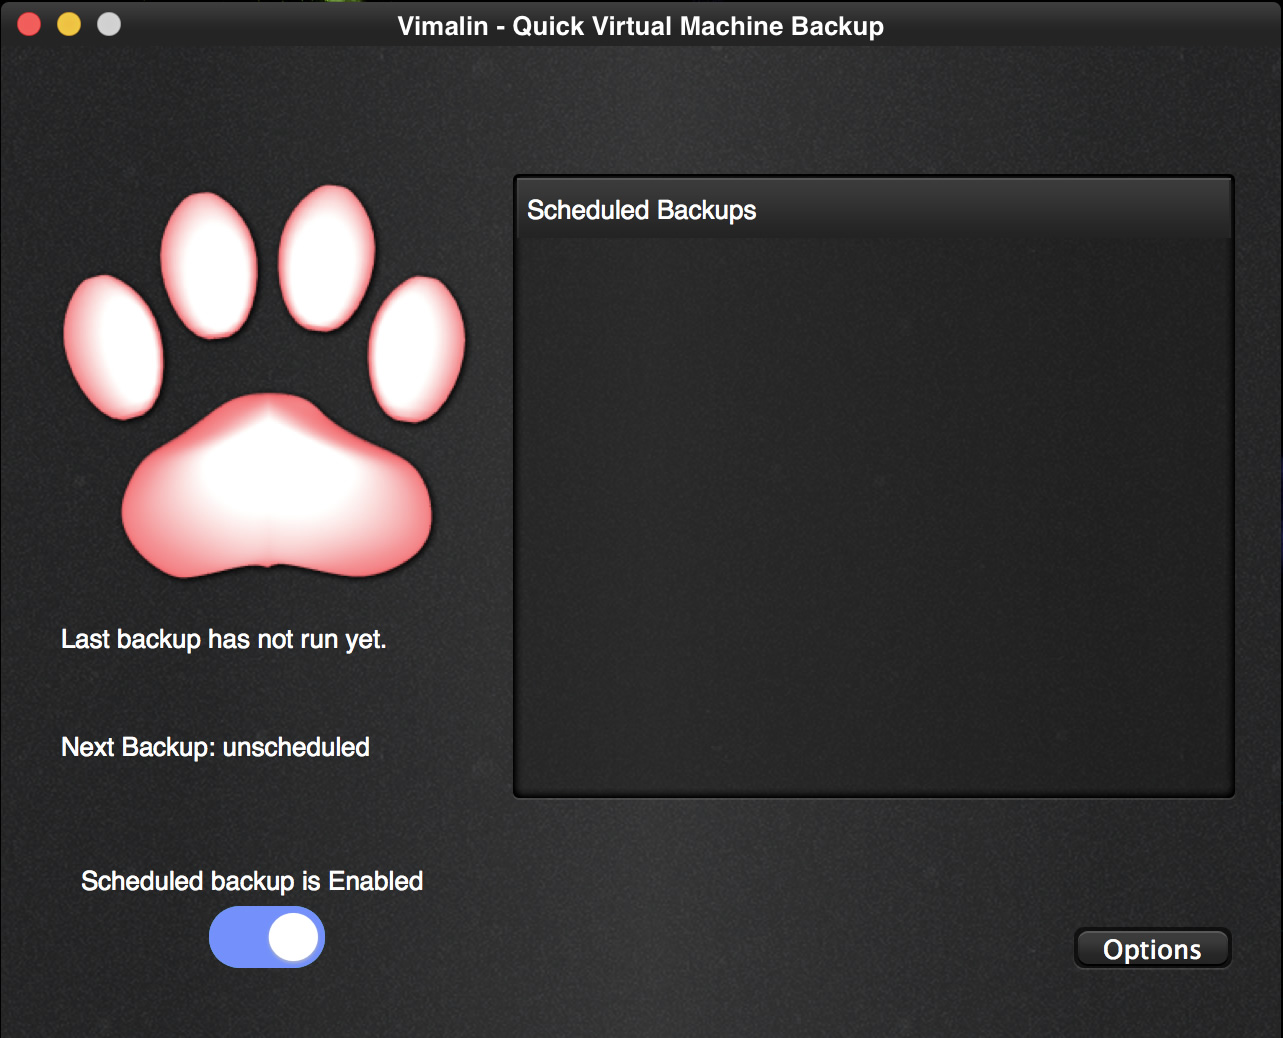 Vimalin - Quick Virtual Machine Backup
Scheduled Backups
Last backup has not run yet.
Next Backup: unscheduled
Scheduled backup is Enabled
Options